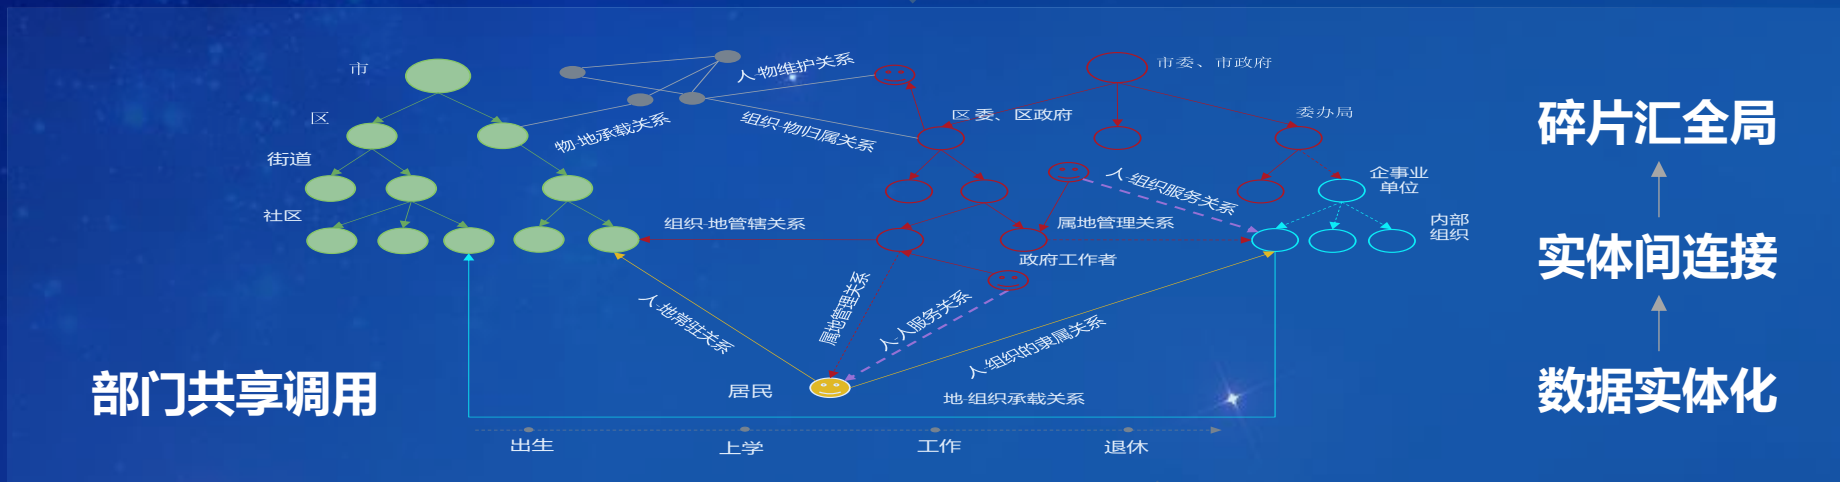 市
人-物维护关系
市委、市政府
区
区委、区政府
委办局
碎片汇全局
街道
物-地承载关系
组织-物归属关系
人-组织服务关系
企事业
单位
社区
组织-地管辖关系
属地管理关系
内部
组织
政府工作者
实体间连接
人-地常驻关系
属地管理关系
人-人服务关系
人-组织的隶属关系
部门共享调用
居民
地-组织承载关系
数据实体化
出生
上学
工作
退休